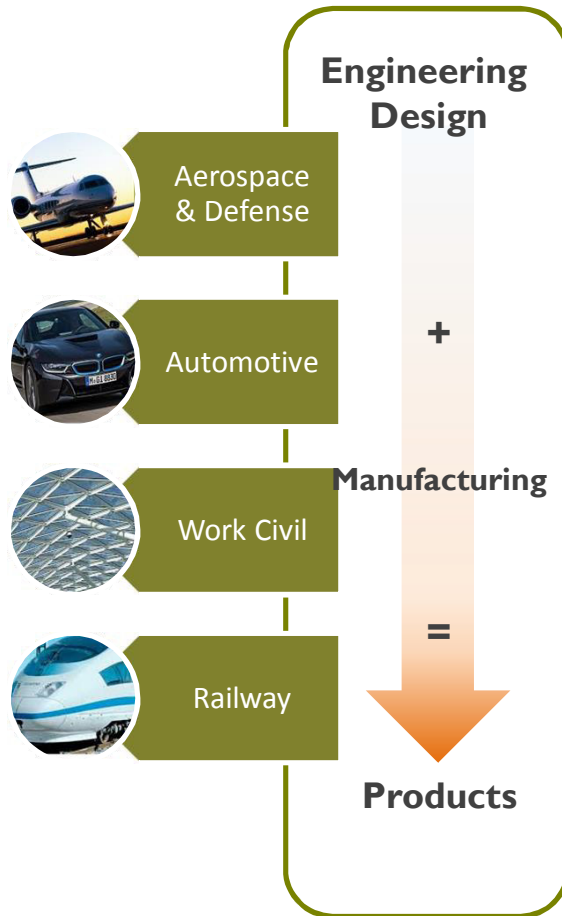 Engineering
Design
Aerospace
& Defense
+
Automotive
Manufacturing
Work Civil
=
Railway
Products